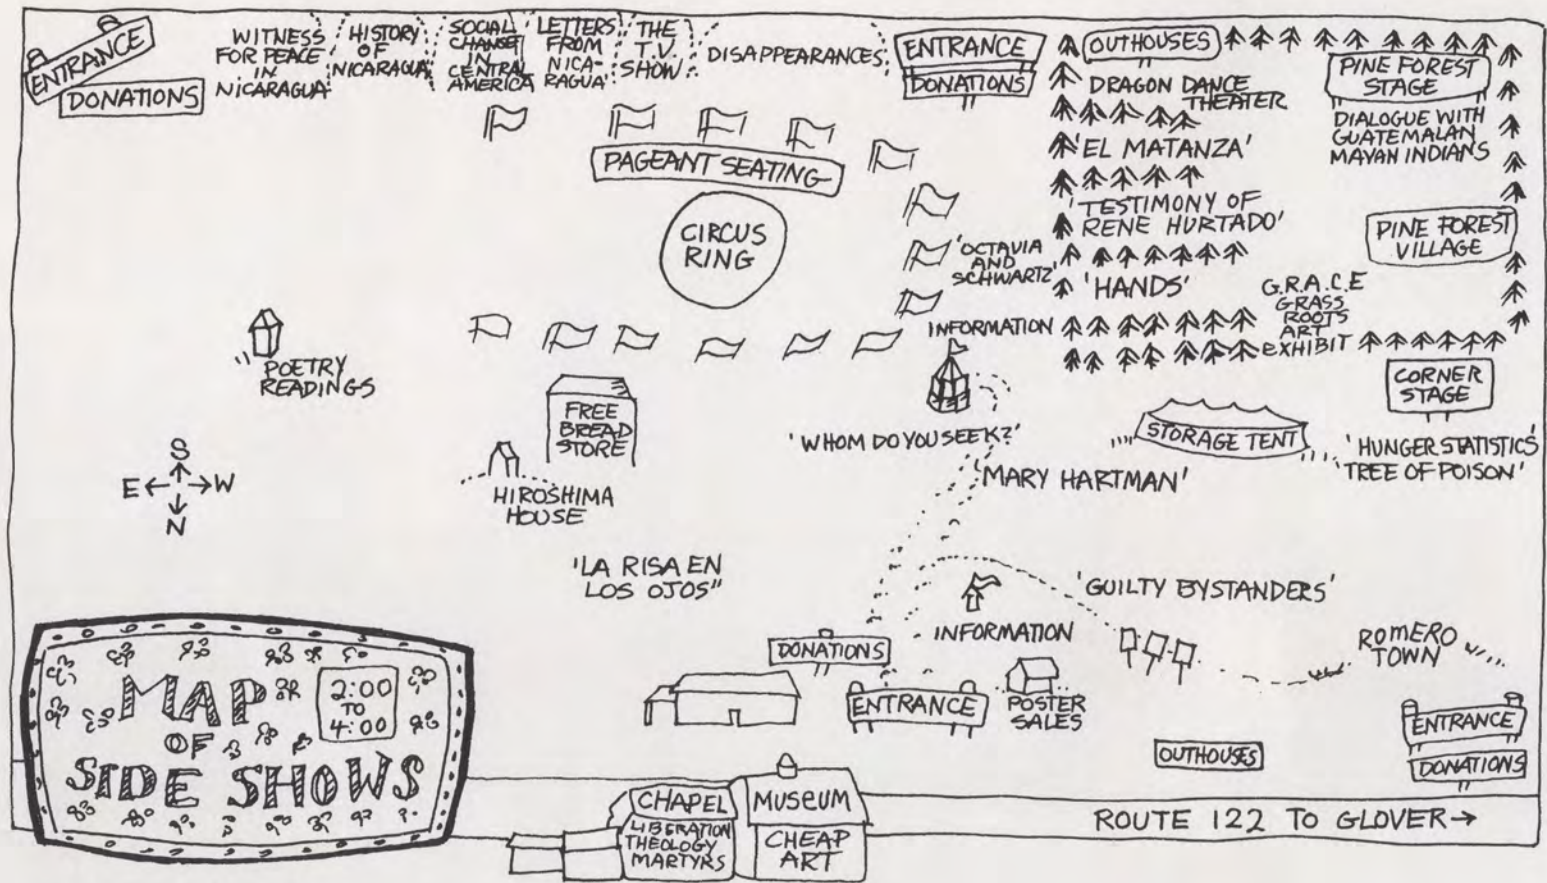 ENTRANCE
DONATIONS
WITNESS
FOR PEACE
IN
NICARAGUA
HISTORY
OF
NICARAGUA
SOCIAL
CHANGE
IN
CENTRAL
AMERICA
LETTERS
FROM
NICA-
RAGUA
THE
T.V.
SHOW
DISAPPEARANCES
ENTRANCE
DONATIONS
OUTHOUSES
DRAGON DANCE
THEATER
'EL MATANZA'
'TESTIMONY OF
RENE HURTADO'
'HANDS'
PINE FOREST
STAGE
DIALOGUE WITH
GUATEMALAN
MAYAN INDIANS
PINE FOREST
VILLAGE
G.R.A.C.E
GRASS
ROOTS
ART
EXHIBIT
PAGEANT SEATING
CIRCUS
RING
'OCTAVIA
AND
SCHWARTZ'
INFORMATION
POETRY
READINGS
FREE
BREAD
STORE
HIROSHIMA
HOUSE
'WHOM DO YOU SEEK?'
'MARY HARTMAN'
STORAGE TENT
CORNER
STAGE
'HUNGER STATISTICS'
'TREE OF POISON'
S
E W
N
'LA RISA EN
LOS OJOS"
'GUILTY BYSTANDERS'
INFORMATION
DONATIONS
ENTRANCE
POSTER
SALES
ROMERO
TOWN
OUTHOUSES
ENTRANCE
DONATIONS
MAP
OF
SIDE SHOWS
2:00
TO
4:00
CHAPEL
LIBERATION
THEOLOGY
MARTYRS
MUSEUM
CHEAP
ART
ROUTE 122 TO GLOVER→